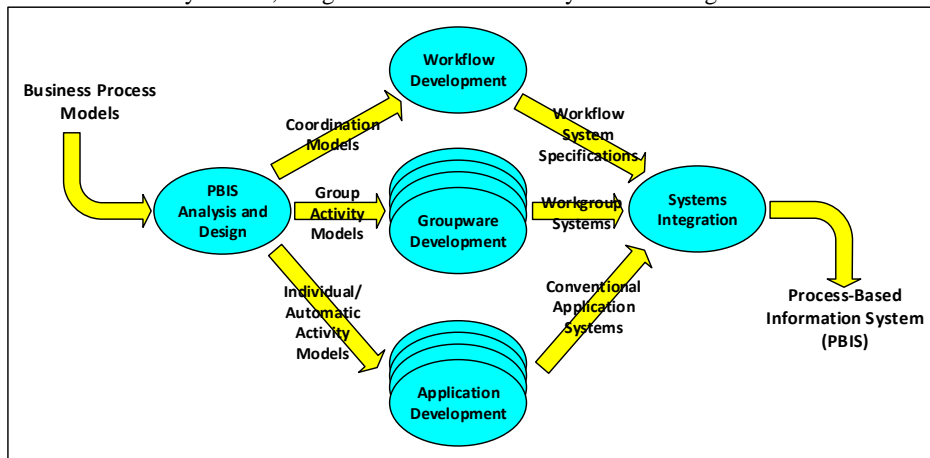 Workflow
Development
Business Process
Models
Coordination
Models
Workflow
System
Specifications
PBIS
Analysis and
Design
Group
Activity
Models
Groupware
Development
Workgroup
Systems
Systems
Integration
Individual/
Automatic
Activity
Models
Conventional
Application
Systems
Process-Based
Information System
(PBIS)
Application
Development